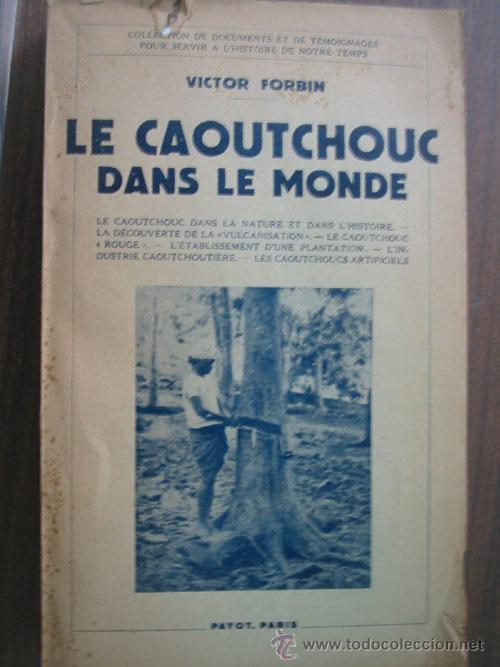 COLLECTION DE DOCUMENTS ET DE TÉMOIGNAGES
POUR SERVIR A L'HISTOIRE DE NOTRE TEMPS
VICTOR FORBIN
LE CAOUTCHOUC
DANS LE MONDE
LE CAOUTCHOUC DANS LA NATURE ET DANS L'HISTOIRE. —
LA DÉCOUVERTE DE LA «VULCANISATION». — LE CAOUTCHOUC
« ROUGE ». — L'ÉTABLISSEMENT D'UNE PLANTATION. — L'IN-
DUSTRIE CAOUTCHOUTIÈRE. — LES CAOUTCHOUCS ARTIFICIELS
PAYOT, PARIS
www.todocoleccion.net